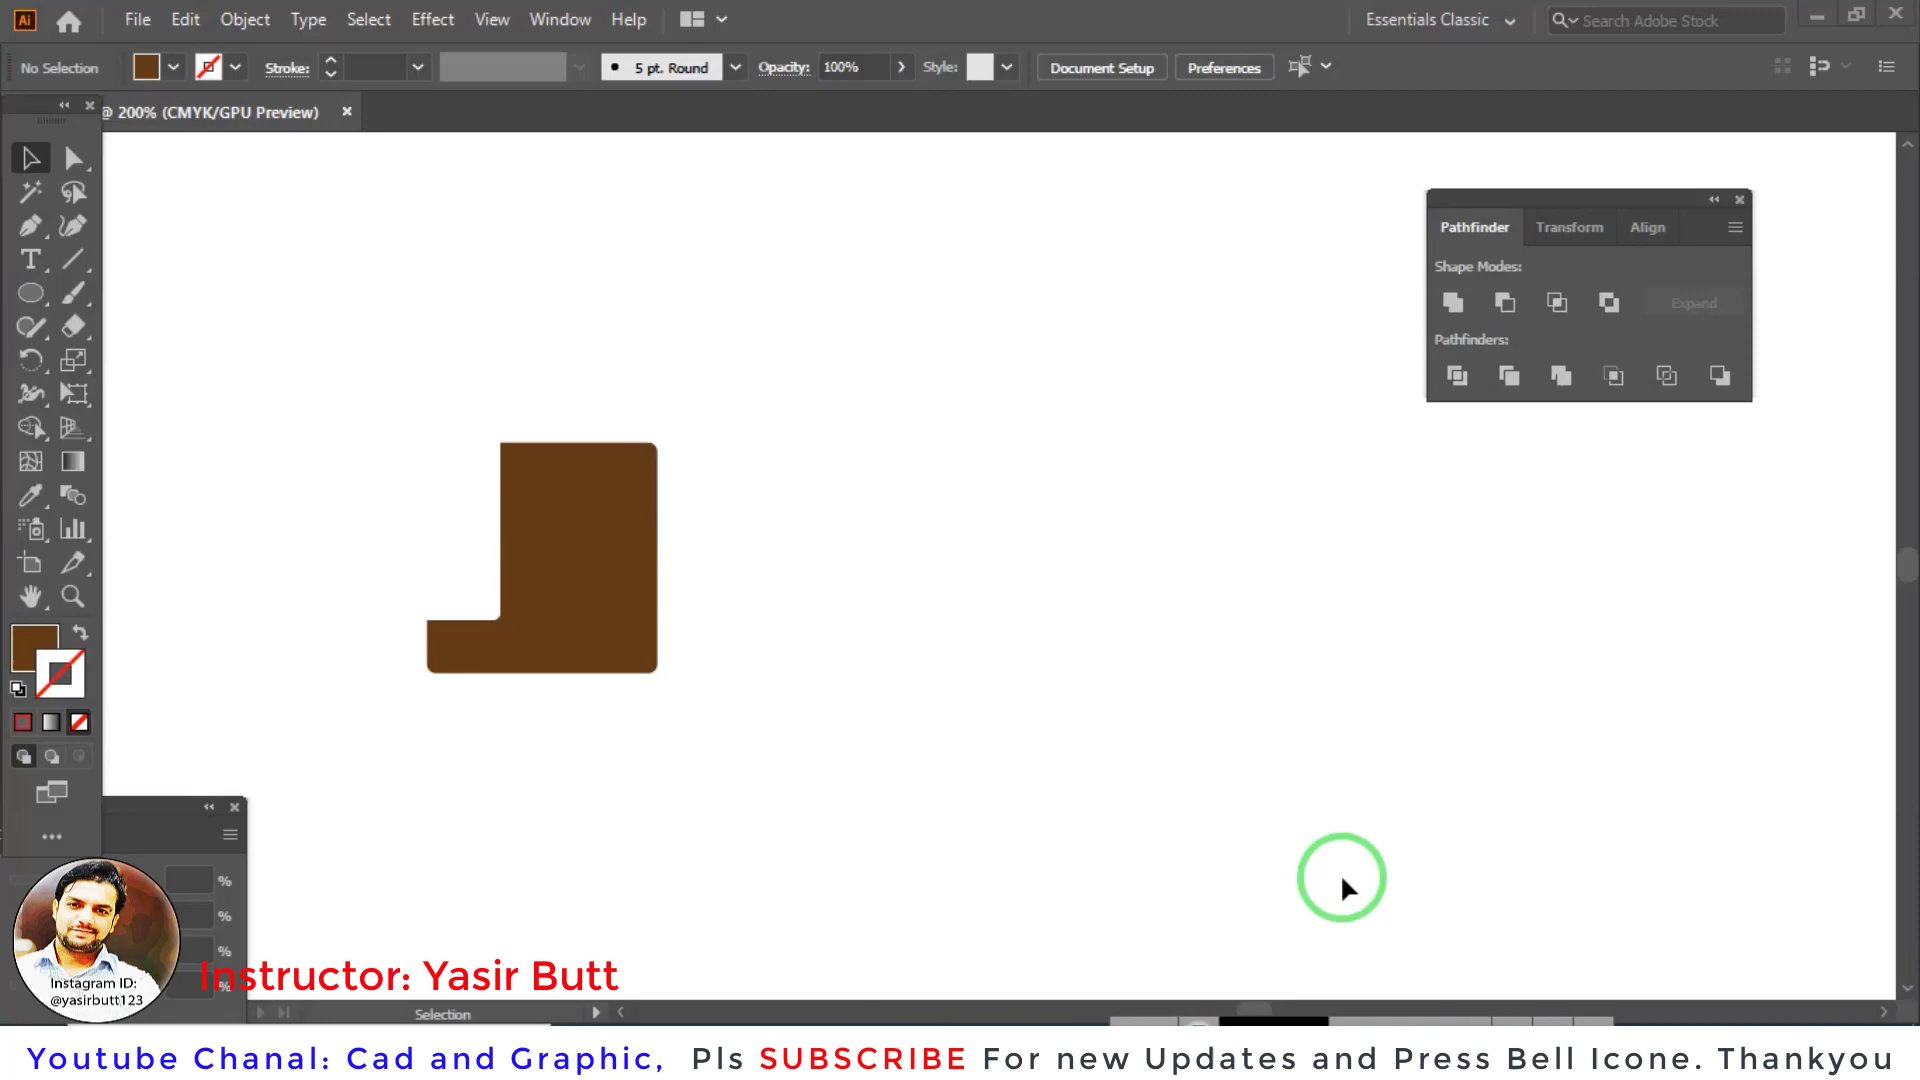 Ai File Edit Object Type Select Effect View Window Help Essentials Classic Search Adobe Stock
No Selection Stroke: 5 pt. Round Opacity: 100% Style: Document Setup Preferences
@ 200% (CMYK/GPU Preview)
Pathfinder Transform Align
Shape Modes:
Expand
Pathfinders:
%
%
%
%
Instagram ID:
@yasirbutt123
Instructor: Yasir Butt
Selection
Youtube Chanal: Cad and Graphic, Pls SUBSCRIBE For new Updates and Press Bell Icone. Thankyou